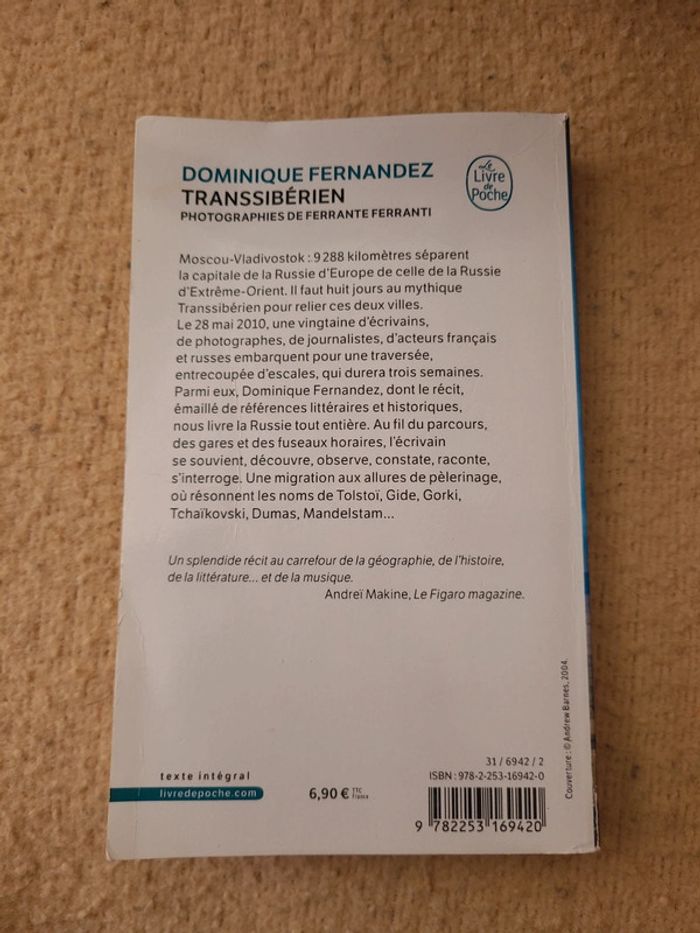 DOMINIQUE FERNANDEZ
TRANSSIBÉRIEN
PHOTOGRAPHIES DE FERRANTE FERRANTI
Le
Livre
de
Poche
Moscou-Vladivostok : 9 288 kilomètres séparent
la capitale de la Russie d'Europe de celle de la Russie
d'Extrême-Orient. Il faut huit jours au mythique
Transsibérien pour relier ces deux villes.
Le 28 mai 2010, une vingtaine d'écrivains,
de photographes, de journalistes, d'acteurs français
et russes embarquent pour une traversée,
entrecoupée d'escales, qui durera trois semaines.
Parmi eux, Dominique Fernandez, dont le récit,
émaillé de références littéraires et historiques,
nous livre la Russie tout entière. Au fil du parcours,
des gares et des fuseaux horaires, l'écrivain
se souvient, découvre, observe, constate, raconte,
s'interroge. Une migration aux allures de pèlerinage,
où résonnent les noms de Tolstoï, Gide, Gorki,
Tchaïkovski, Dumas, Mandelstam...
Un splendide récit au carrefour de la géographie, de l'histoire,
de la littérature... et de la musique.
Andreï Makine, Le Figaro magazine.
Couverture : © Andrew Barnes, 2004.
texte intégral
livredepoche.com
6,90 € TTC
France
31 / 6942 / 2
ISBN : 978-2-253-16942-0
9 782253 169420